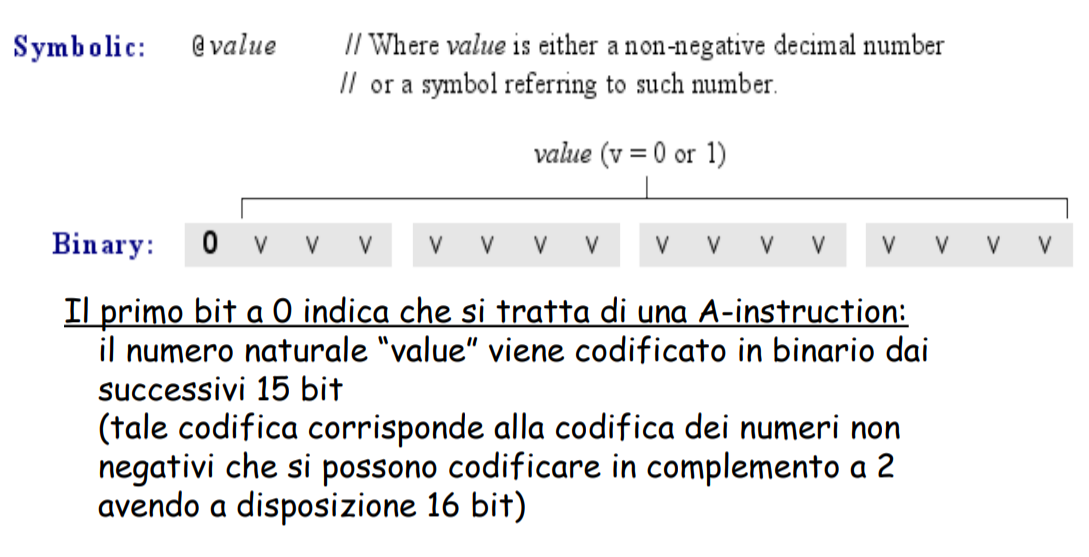 Symbolic: @value // Where value is either a non-negative decimal number
// or a symbol referring to such number.
value (v = 0 or 1)
Binary: 0 v v v v v v v v v v v v v v v
Il primo bit a 0 indica che si tratta di una A-instruction:
il numero naturale “value” viene codificato in binario dai
successivi 15 bit
(tale codifica corrisponde alla codifica dei numeri non
negativi che si possono codificare in complemento a 2
avendo a disposizione 16 bit)